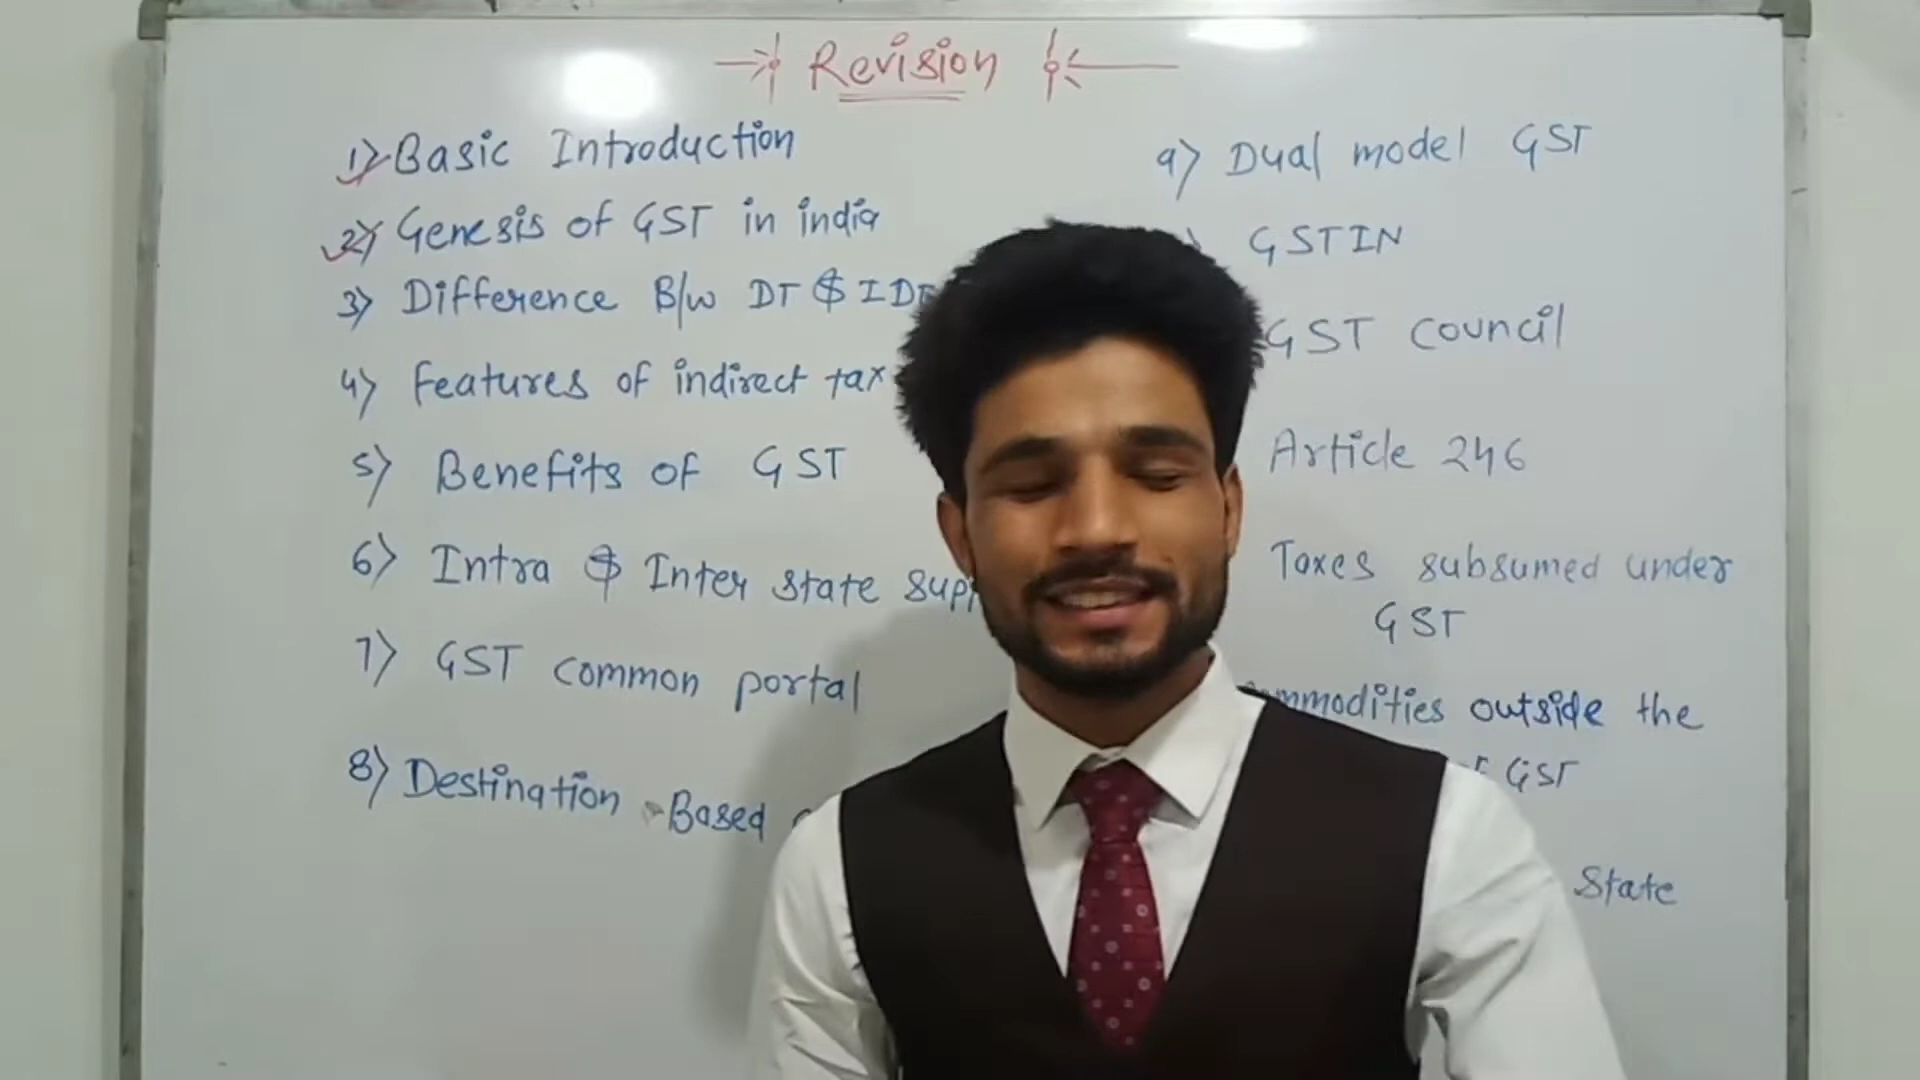 Revision
1) Basic Introduction
2) Genesis of GST in india
3) Difference B/w DT & IDT
4) Features of indirect tax
5) Benefits of GST
6) Intra & Inter state
7) GST common portal
8) Destination - Based
9) Dual model GST
GSTIN
GST council
Article 246
Taxes subsumed under
GST
outside the
GST
State